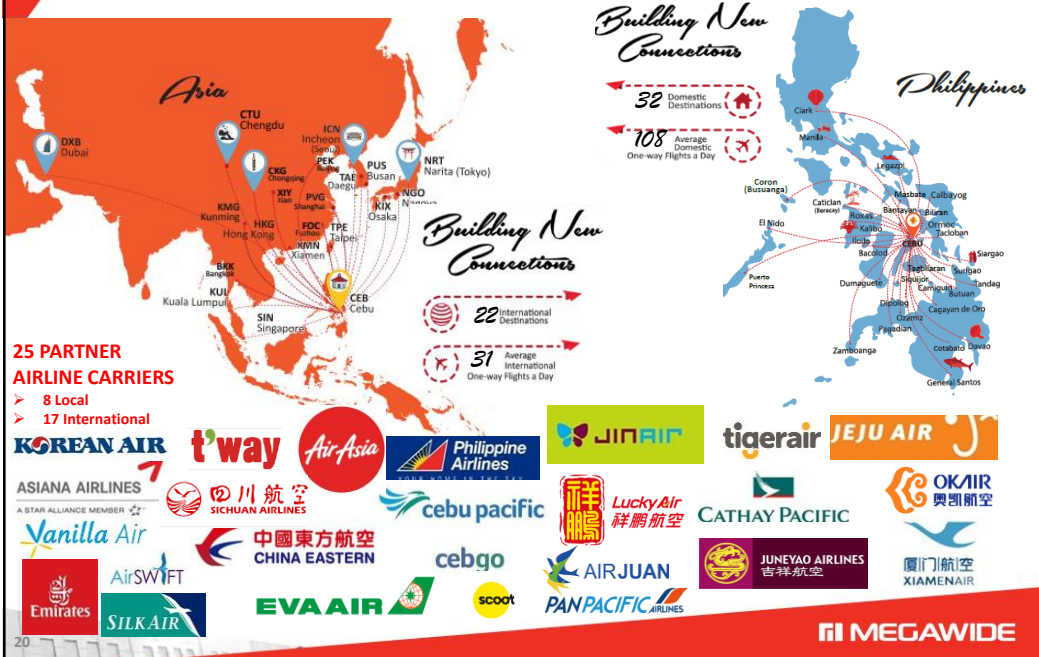 Building New
Connections
Asia
Philippines
32 Domestic
Destinations
108 Average
Domestic
One-way Flights a Day
DXB
Dubai
CTU
Chengdu
ICN
Incheon
(Seoul)
PEK
Beijing
CKG
Chongqing
TAE
Daegu
PUS
Busan
NRT
Narita (Tokyo)
XIY
Xian
PVG
Shanghai
NGO
Nagoya
KIX
Osaka
KMG
Kunming
HKG
Hong Kong
FOC
Fuzhou
TPE
Taipei
XMN
Xiamen
BKK
Bangkok
KUL
Kuala Lumpur
SIN
Singapore
CEB
Cebu
Building New
Connections
22 International
Destinations
31 Average
International
One-way Flights a Day
Clark
Manila
Legazpi
Coron
(Busuanga)
Masbate
Calbayog
Caticlan
(Boracay)
Bantayan
Biliran
Roxas
Ormoc
El Nido
Kalibo
Tacloban
Iloilo
CEBU
Bacolod
Siargao
Puerto
Princesa
Tagbilaran
Surigao
Siquijor
Dumaguete
Camiguin
Tandag
Butuan
Dipolog
Cagayan de Oro
Ozamiz
Pagadian
Zamboanga
Cotabato
Davao
General Santos
25 PARTNER
AIRLINE CARRIERS
➢ 8 Local
➢ 17 International
KOREAN AIR
t'way
AirAsia
Philippine
Airlines
YOUR HOME IN THE SKY
JINAIR
tigerair
JEJU AIR
ASIANA AIRLINES
A STAR ALLIANCE MEMBER
四川航空
SICHUAN AIRLINES
cebu pacific
祥鹏
Lucky Air
祥鹏航空
CATHAY PACIFIC
OKAIR
奥凯航空
Vanilla Air
中國東方航空
CHINA EASTERN
cebgo
AIRJUAN
JUNEYAO AIRLINES
吉祥航空
厦门航空
XIAMENAIR
Emirates
AirSWIFT
SILKAIR
EVA AIR
scoot
PAN PACIFIC AIRLINES
20
MEGAWIDE